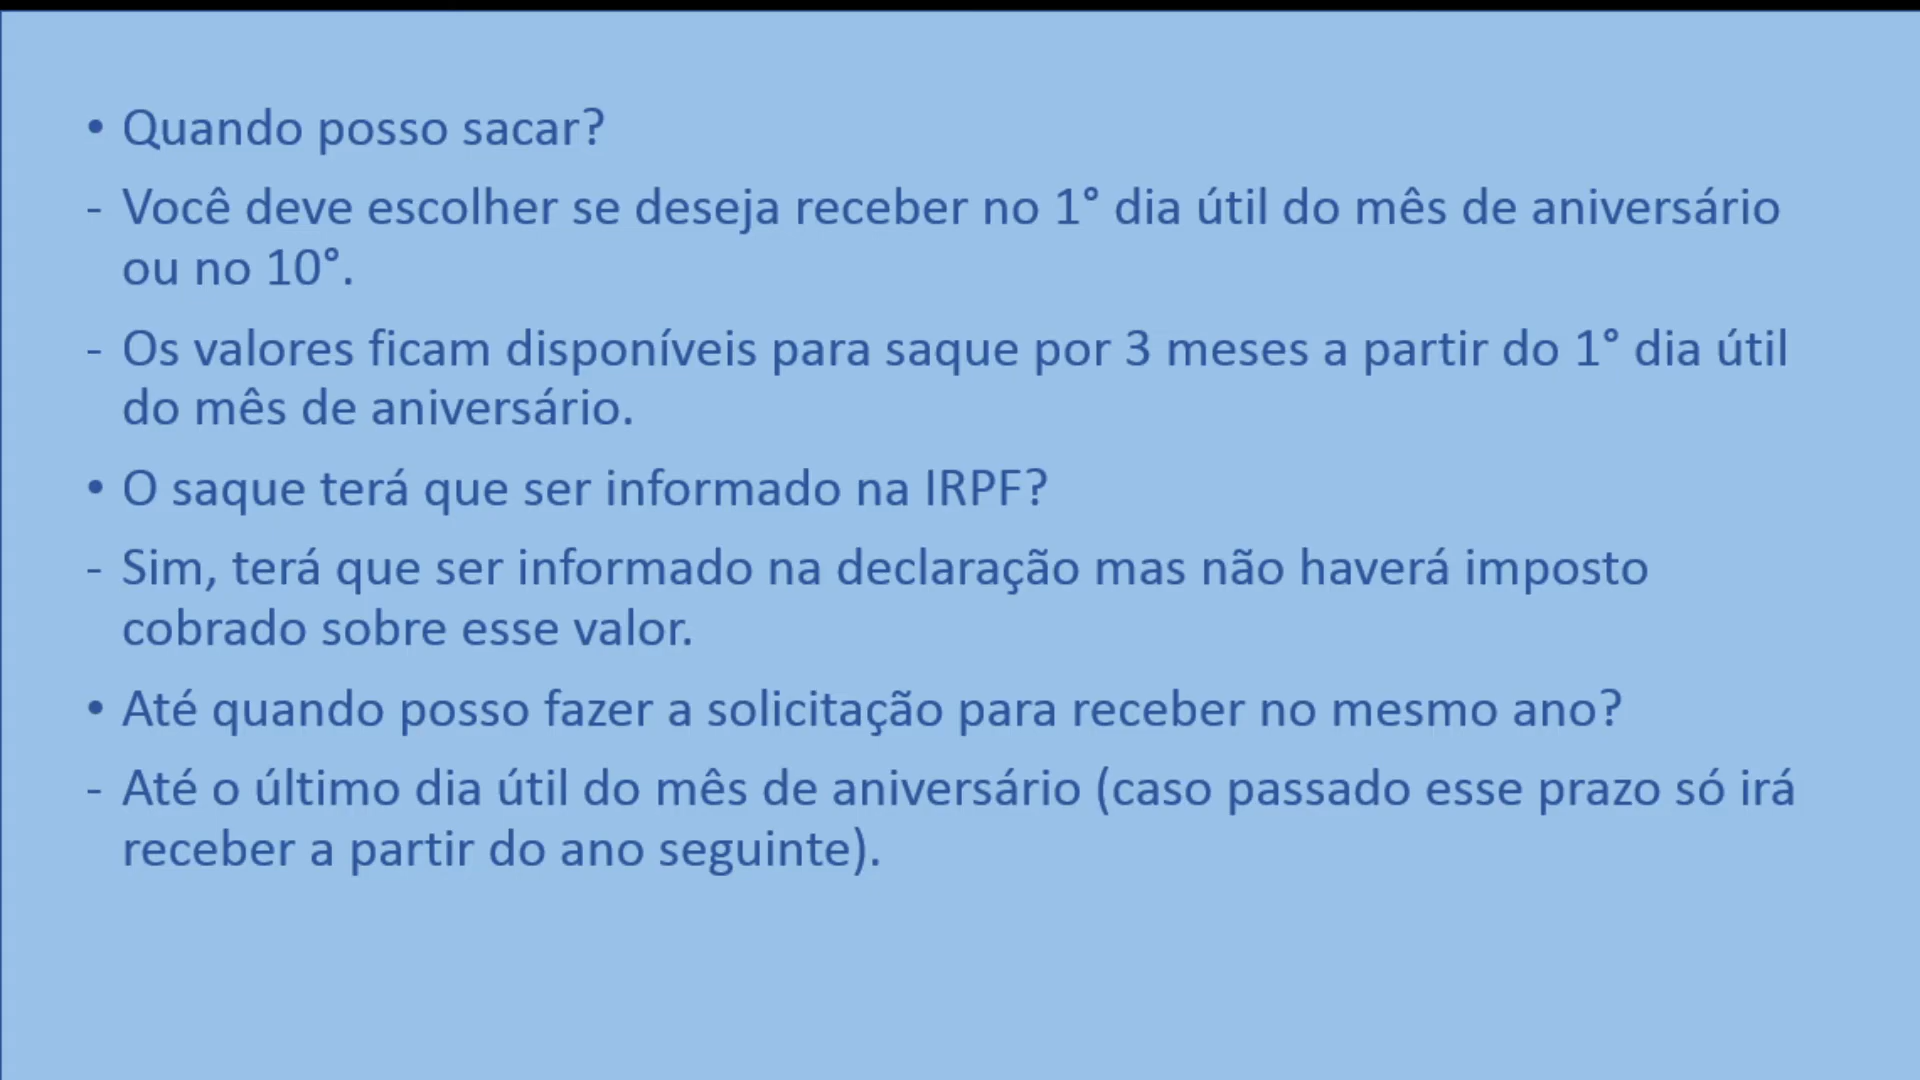 • Quando posso sacar?
- Você deve escolher se deseja receber no 1° dia útil do mês de aniversário
ou no 10°.
- Os valores ficam disponíveis para saque por 3 meses a partir do 1° dia útil
do mês de aniversário.
• O saque terá que ser informado na IRPF?
- Sim, terá que ser informado na declaração mas não haverá imposto
cobrado sobre esse valor.
• Até quando posso fazer a solicitação para receber no mesmo ano?
- Até o último dia útil do mês de aniversário (caso passado esse prazo só irá
receber a partir do ano seguinte).